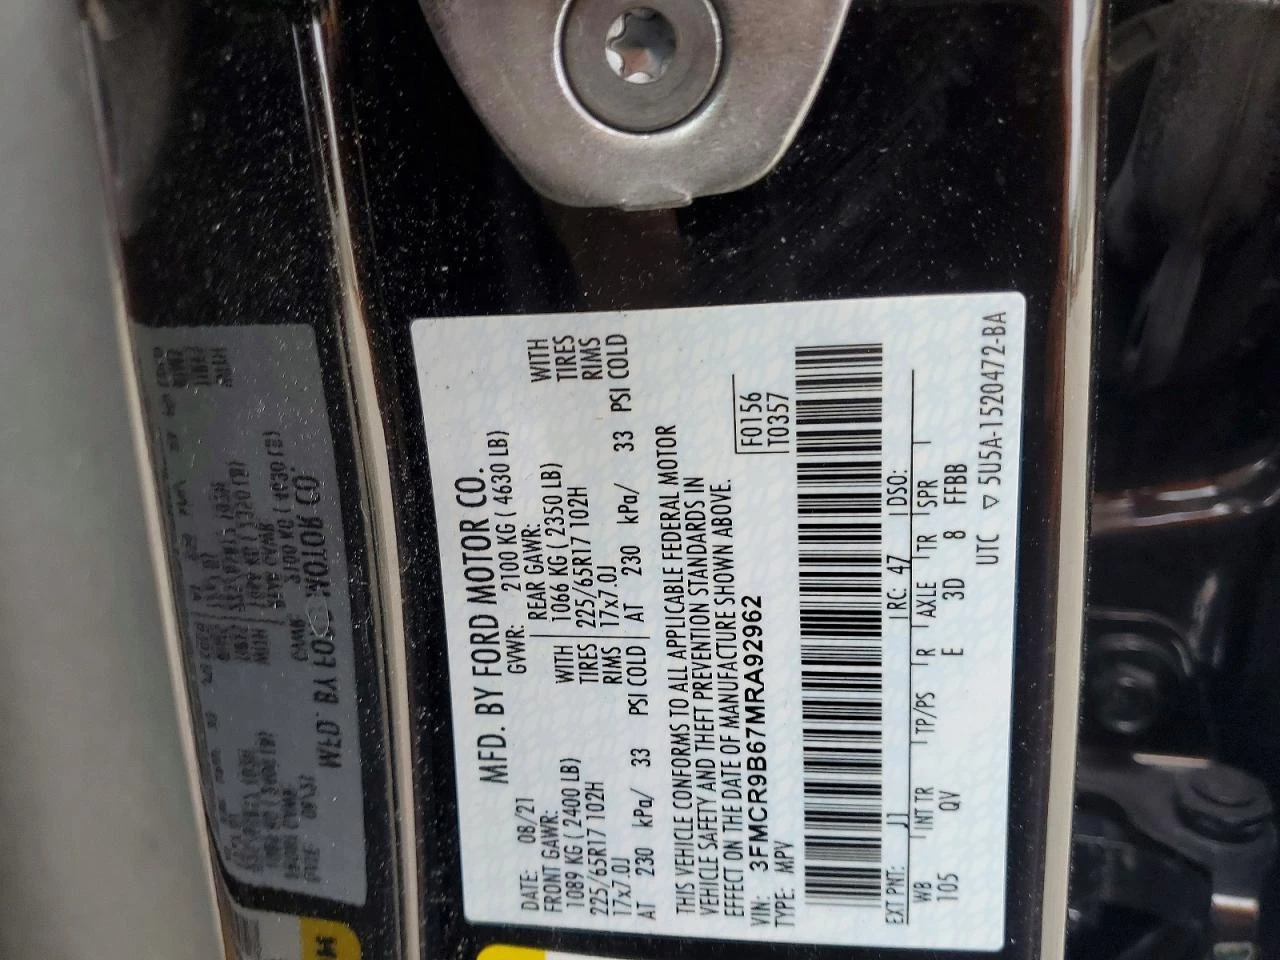 MFD. BY FORD MOTOR CO.
DATE: 08/21 GVWR: 2100 KG ( 4630 LB)
FRONT GAWR: REAR GAWR:
1089 KG ( 2400 LB) WITH 1066 KG ( 2350 LB) WITH
225/65R17 102H TIRES 225/65R17 102H TIRES
17x7.0J RIMS 17x7.0J RIMS
AT 230 kPa/ 33 PSI COLD AT 230 kPa/ 33 PSI COLD
THIS VEHICLE CONFORMS TO ALL APPLICABLE FEDERAL MOTOR
VEHICLE SAFETY AND THEFT PREVENTION STANDARDS IN
EFFECT ON THE DATE OF MANUFACTURE SHOWN ABOVE.
VIN: 3FMCR9B67MRA92962 F0156
TYPE: MPV T0357
EXT PNT: J1 RC: 47 DSO:
WB INT TR TP/PS R AXLE TR SPR
105 QV E 3D 8 FFBB
UTC ▽ 5U5A-1520472-BA